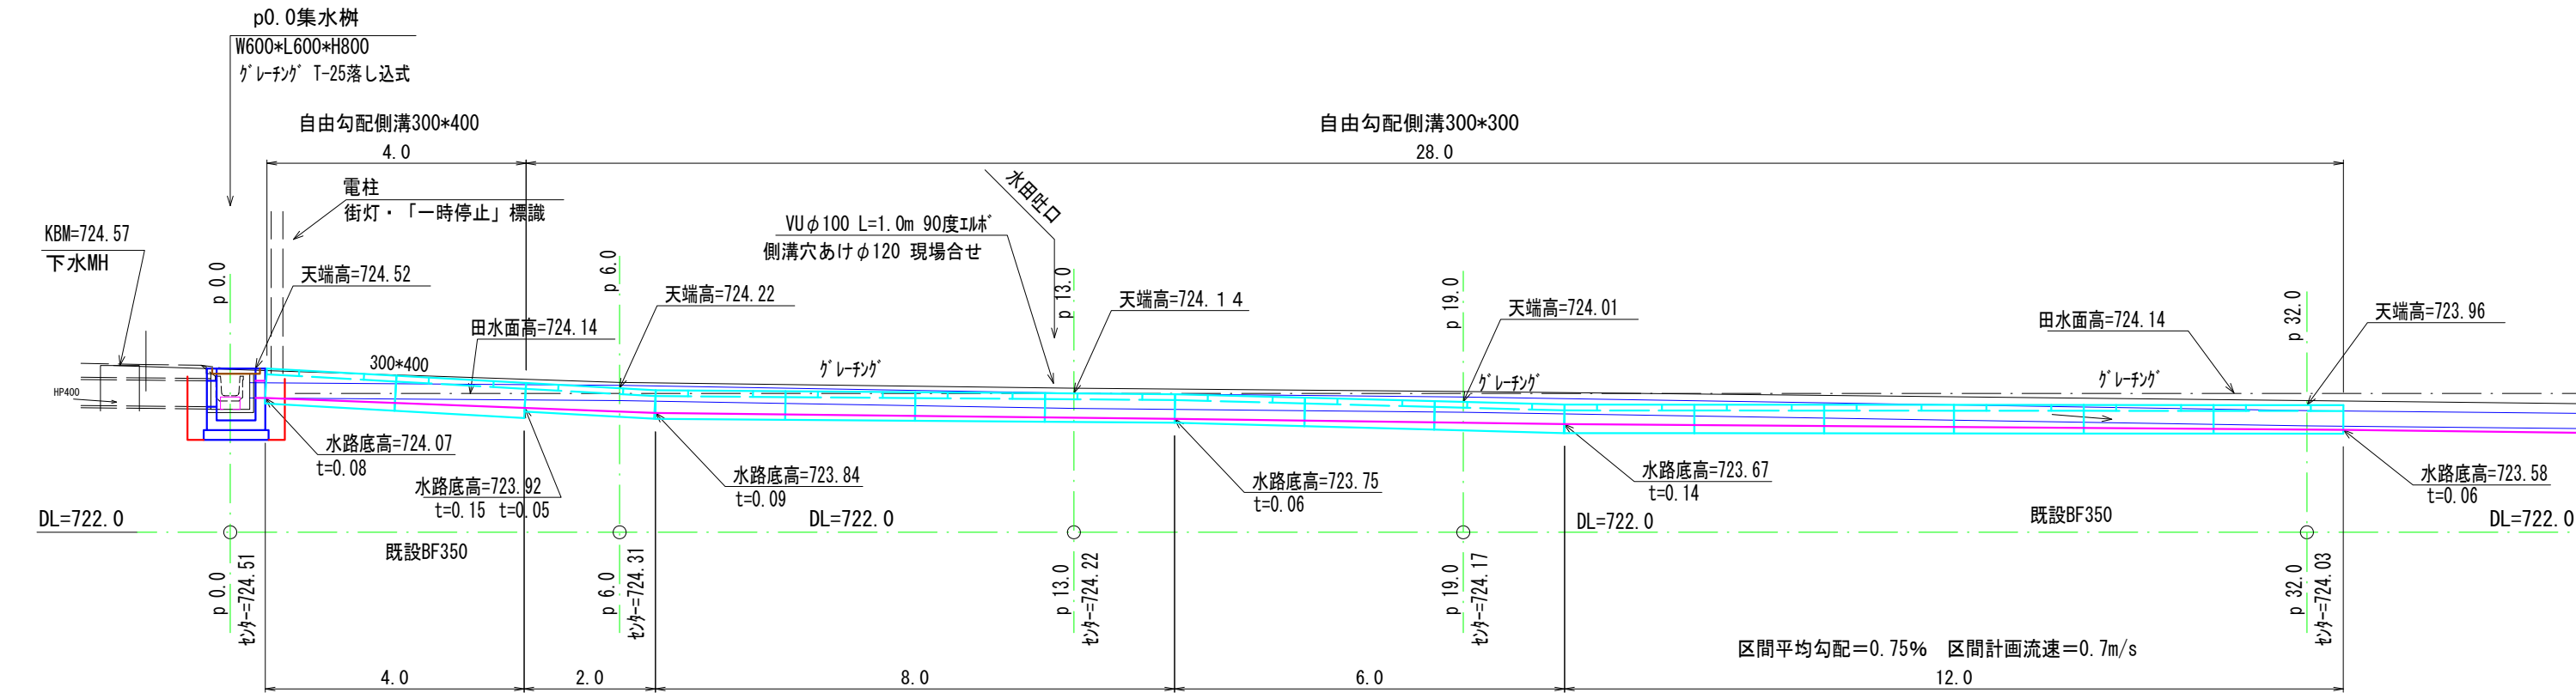 p0.0集水桝
W600*L600*H800
ｸﾞﾚｰﾁﾝｸﾞ T-25落し込式
自由勾配側溝300*400
自由勾配側溝300*300
4.0
28.0
電柱
街灯・「一時停止」標識
水田吐口
VUφ100 L=1.0m 90度ｴﾙﾎﾞ
側溝穴あけφ120 現場合せ
KBM=724.57
下水MH
p 0.0
天端高=724.52
p 6.0
天端高=724.22
p 13.0
天端高=724.１４
p 19.0
天端高=724.01
p 32.0
天端高=723.96
田水面高=724.14
田水面高=724.14
300*400
ｸﾞﾚｰﾁﾝｸﾞ
ｸﾞﾚｰﾁﾝｸﾞ
ｸﾞﾚｰﾁﾝｸﾞ
HP400
水路底高=724.07
t=0.08
水路底高=723.92
t=0.15 t=0.05
水路底高=723.84
t=0.09
水路底高=723.75
t=0.06
水路底高=723.67
t=0.14
水路底高=723.58
t=0.06
DL=722.0
DL=722.0
DL=722.0
DL=722.0
既設BF350
既設BF350
p 0.0
ｾﾝﾀｰ=724.51
p 6.0
ｾﾝﾀｰ=724.31
p 13.0
ｾﾝﾀｰ=724.22
p 19.0
ｾﾝﾀｰ=724.17
p 32.0
ｾﾝﾀｰ=724.03
区間平均勾配＝0.75%　区間計画流速＝0.7m/s
4.0
2.0
8.0
6.0
12.0